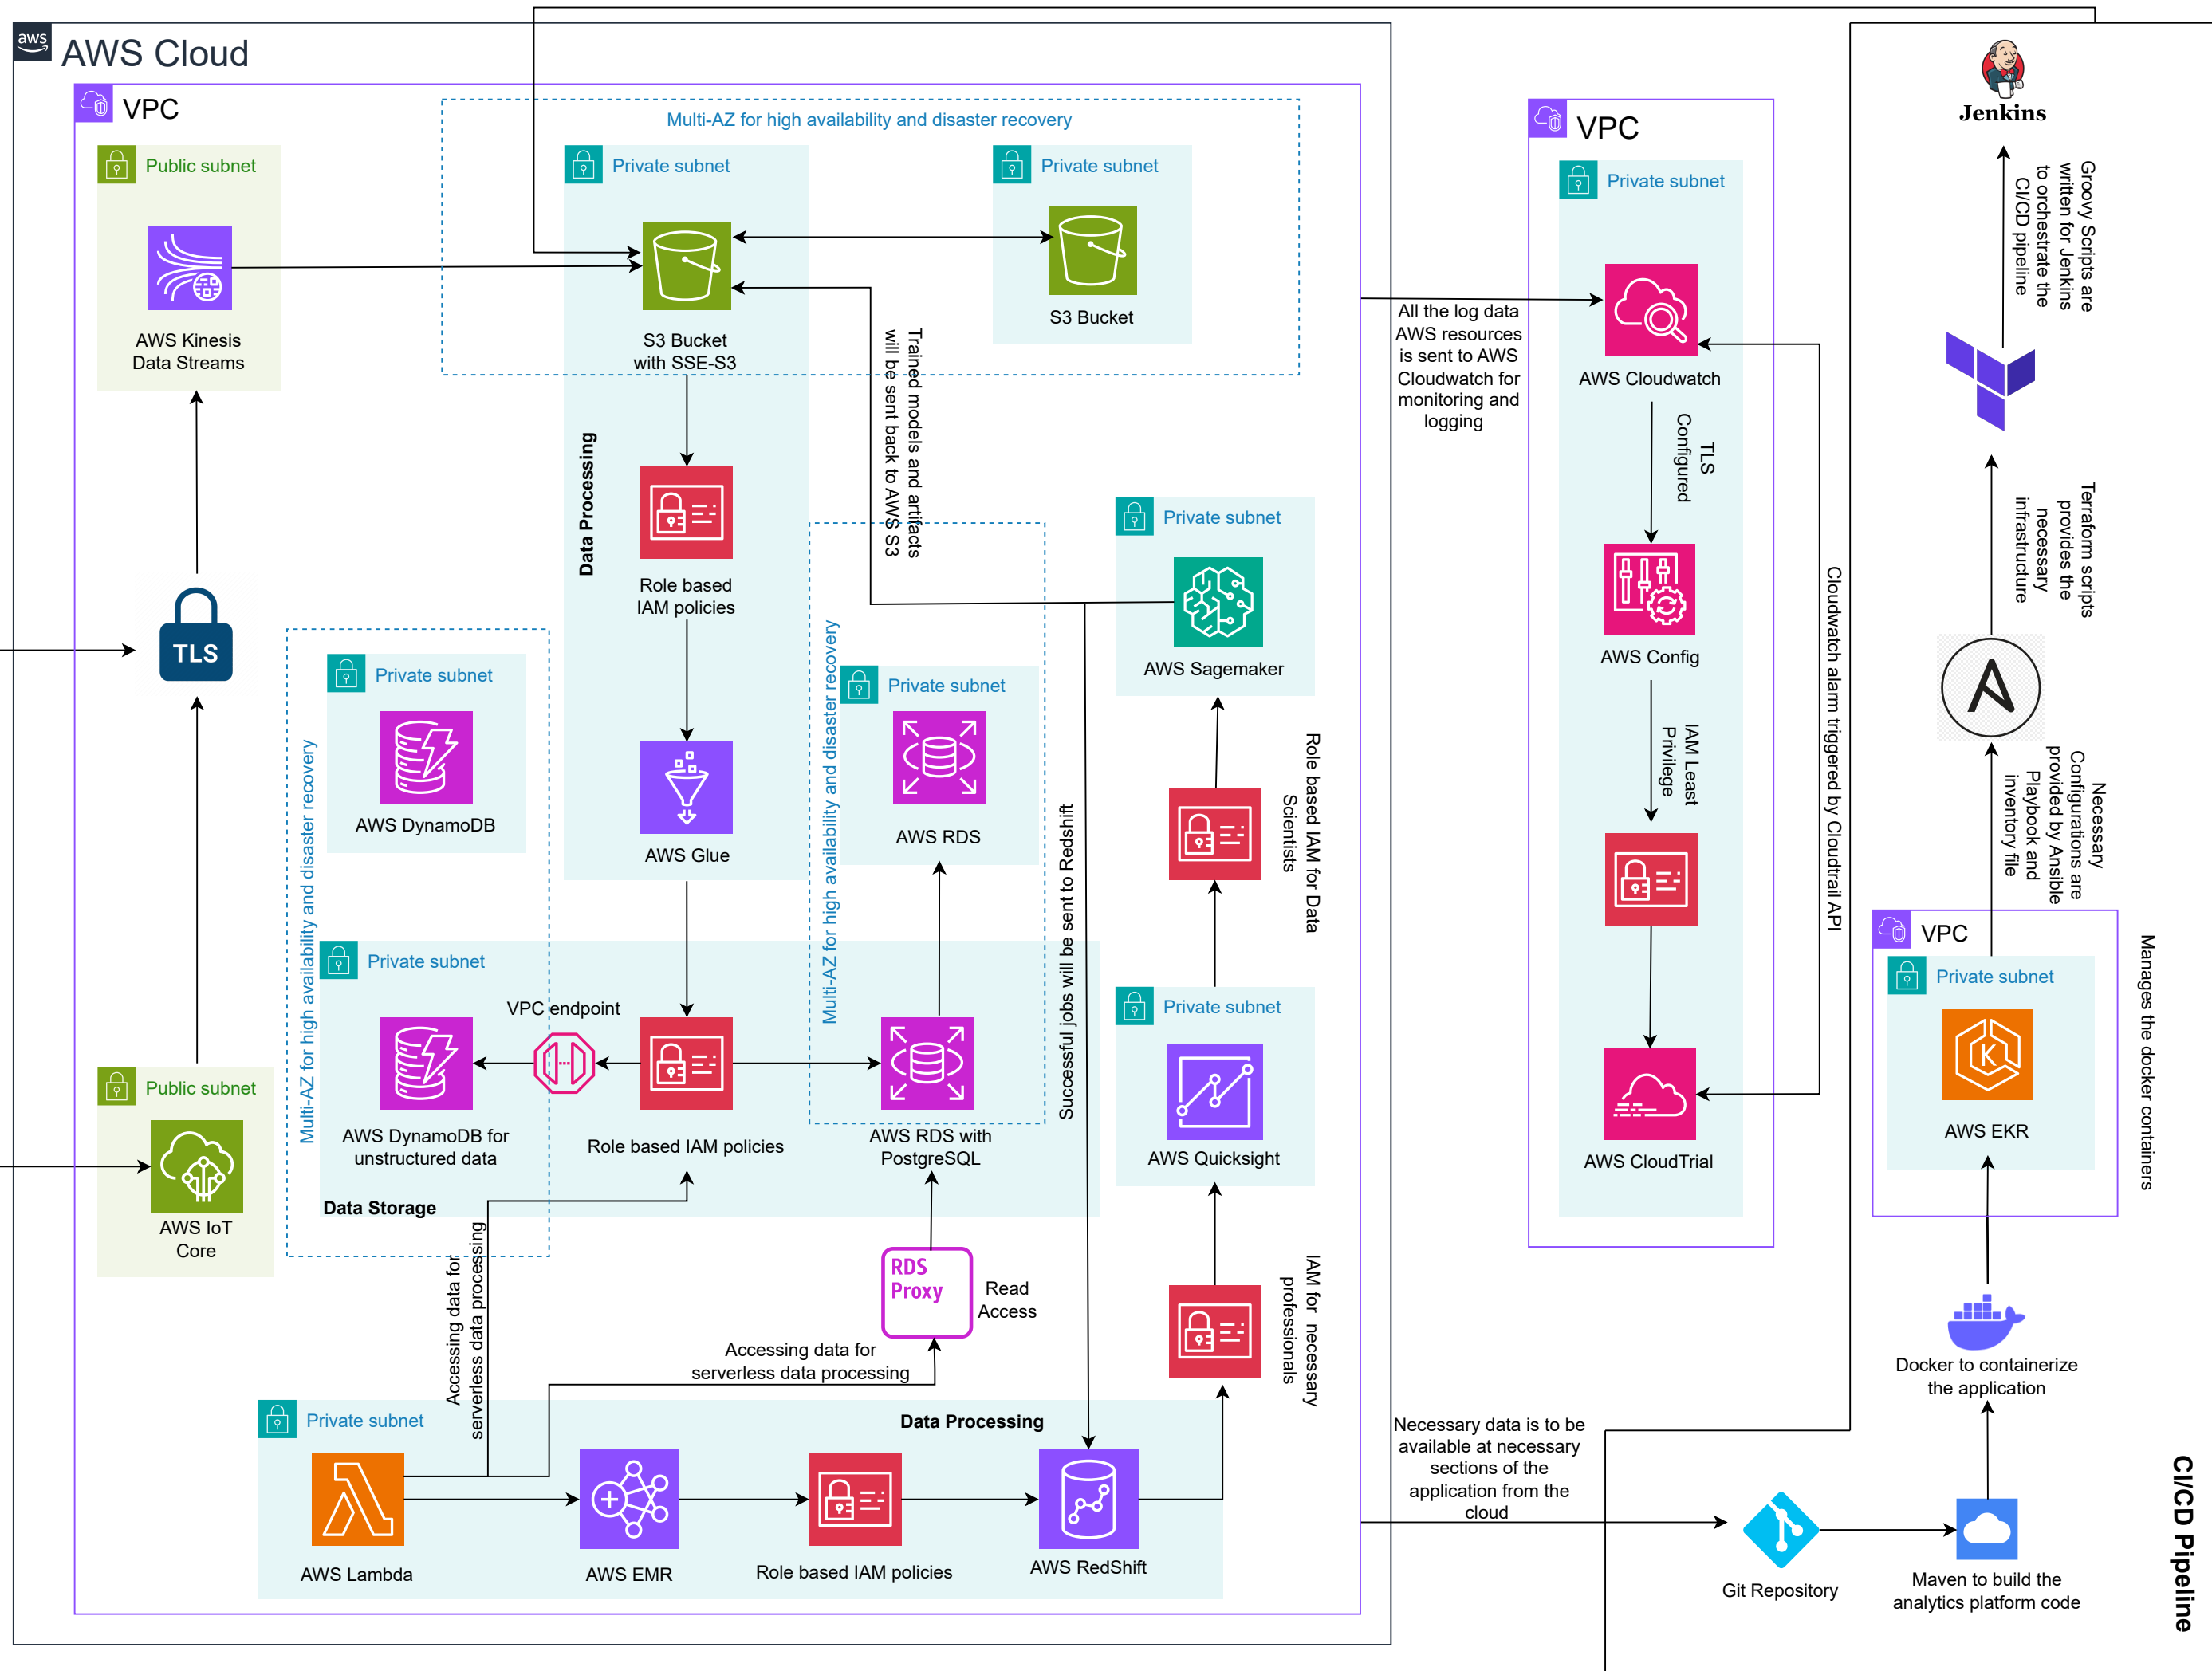 aws
AWS Cloud
VPC
Public subnet
AWS Kinesis
Data Streams
TLS
Public subnet
AWS IoT
Core
Multi-AZ for high availability and disaster recovery
Private subnet
S3 Bucket
with SSE-S3
Private subnet
S3 Bucket
Data Processing
Role based
IAM policies
AWS Glue
Trained models and artifacts
will be sent back to AWS S3
Multi-AZ for high availability and disaster recovery
Private subnet
AWS DynamoDB
Multi-AZ for high availability and disaster recovery
Private subnet
AWS RDS
Private subnet
AWS Sagemaker
Role based IAM for Data
Scientists
Successful jobs will be sent to Redshift
Private subnet
VPC endpoint
AWS DynamoDB for
unstructured data
Role based IAM policies
AWS RDS with
PostgreSQL
Data Storage
Private subnet
AWS Quicksight
IAM for necessary
professionals
RDS
Proxy
Read
Access
Accessing data for
serverless data processing
Accessing data for
serverless data processing
Private subnet
Data Processing
AWS Lambda
AWS EMR
Role based IAM policies
AWS RedShift
All the log data
AWS resources
is sent to AWS
Cloudwatch for
monitoring and
logging
VPC
Private subnet
AWS Cloudwatch
TLS
Configured
AWS Config
IAM Least
Privilege
AWS CloudTrial
Cloudwatch alarm triggered by Cloudtrail API
Necessary data is to be
available at necessary
sections of the
application from the
cloud
Git Repository
Maven to build the
analytics platform code
Docker to containerize
the application
VPC
Private subnet
K
AWS EKR
Manages the docker containers
Necessary
Configurations are
provided by Ansible
Playbook and
inventory file
Terraform scripts
provides the
necessary
infrastructure
Groovy Scripts are
written for Jenkins
to orchestrate the
CI/CD pipeline
Jenkins
CI/CD Pipeline